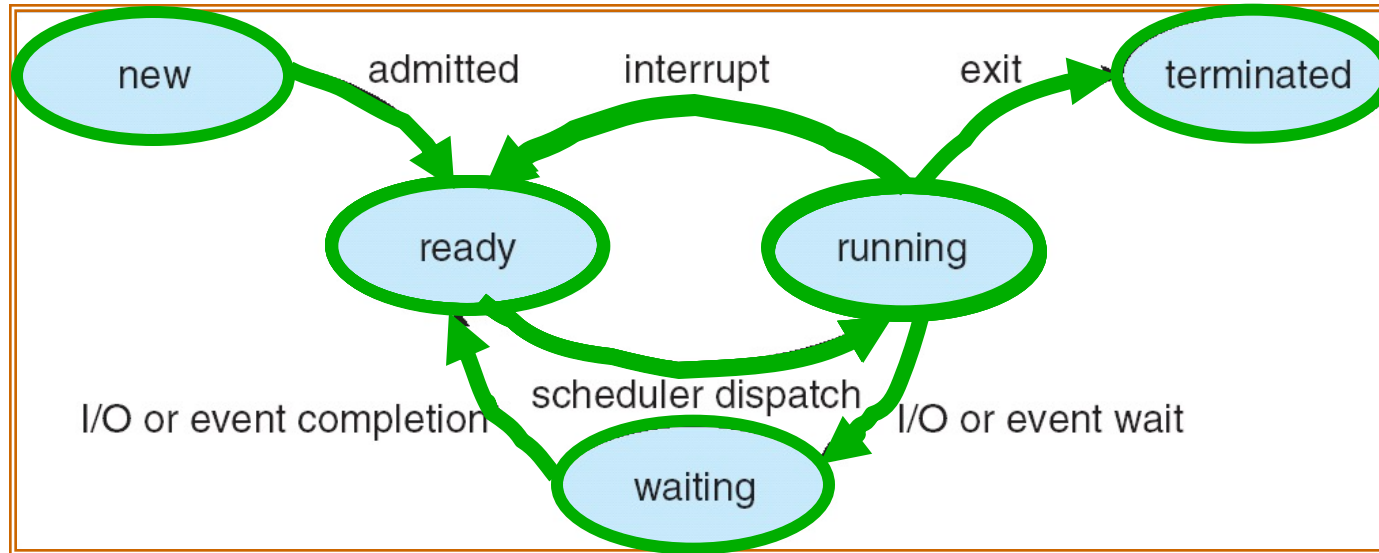 new
admitted
interrupt
exit
terminated
ready
running
scheduler dispatch
I/O or event completion
I/O or event wait
waiting